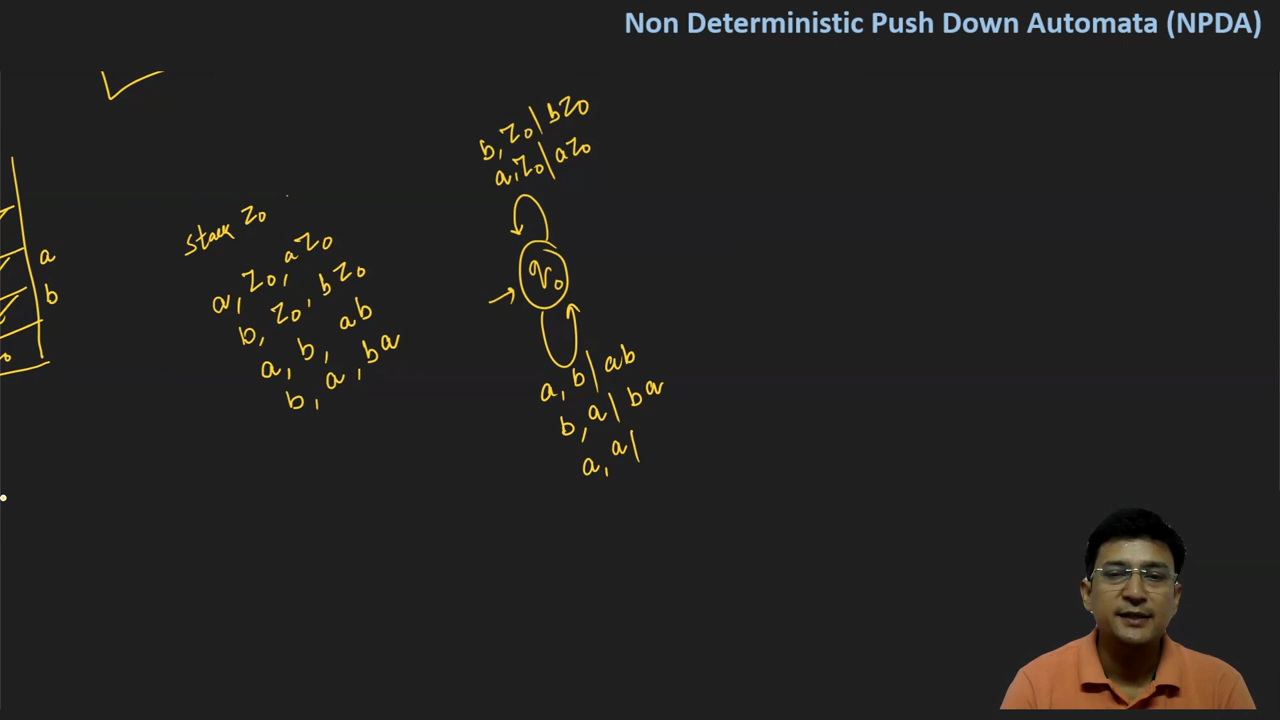 Non Deterministic Push Down Automata (NPDA)
b, z0 | bz0
a, z0 | az0
a
b
stack z0
a, z0, az0
b, z0, bz0
a, b, ab
b, a, ba
q0
a, b | ab
b, a | ba
a, a |